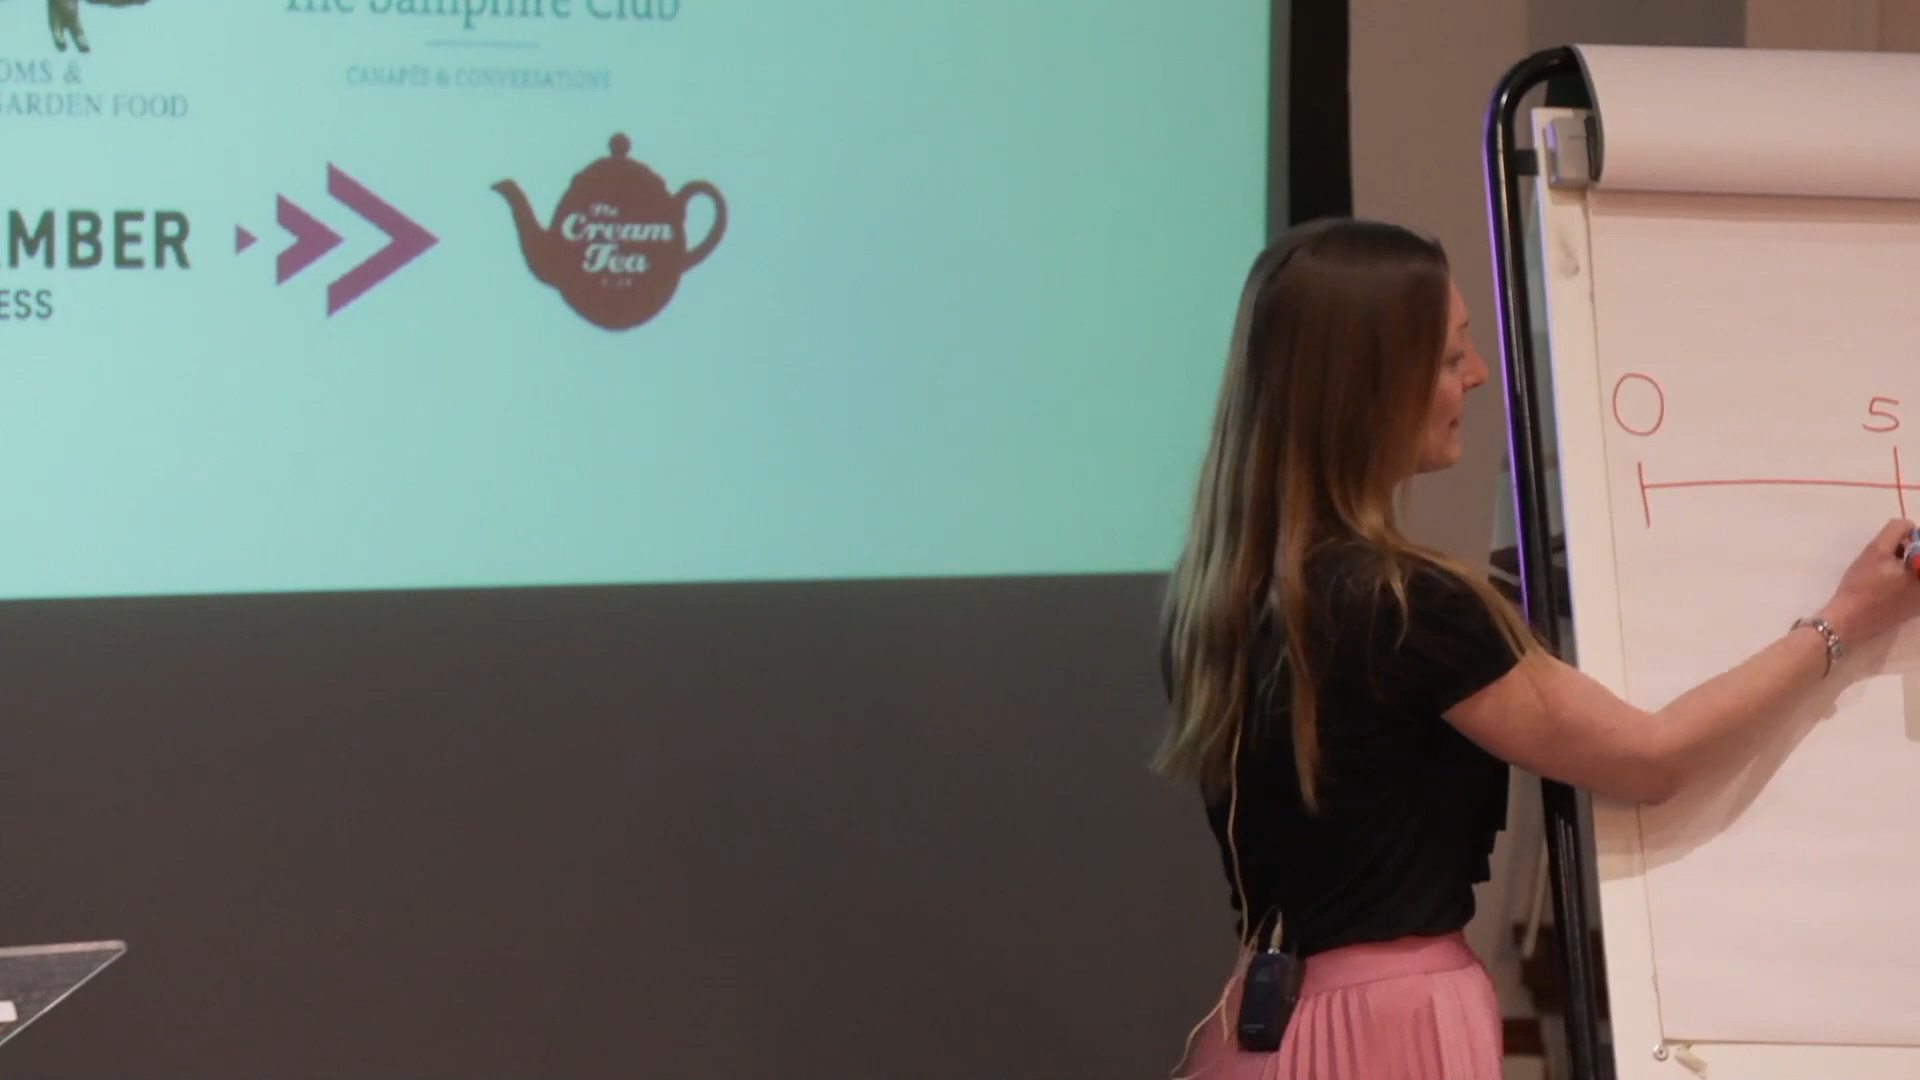 The Samphire Club
CANAPÉS & CONVERSATIONS
OMS &
GARDEN FOOD
MBER
ESS
The
Cream
Tea
0
5